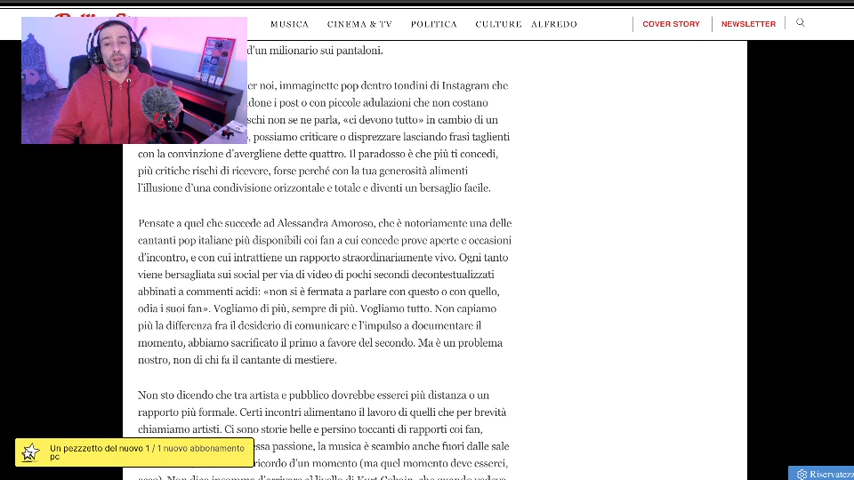 MUSICA CINEMA & TV POLITICA CULTURE ALFREDO COVER STORY NEWSLETTER
d'un milionario sui pantaloni.
er noi, immaginette pop dentro tondini di Instagram che
done i post o con piccole adulazioni che non costano
schi non se ne parla, «ci devono tutto» in cambio di un
, possiamo criticare o disprezzare lasciando frasi taglienti
con la convinzione d'avergliene dette quattro. Il paradosso è che più ti concedi,
più critiche rischi di ricevere, forse perché con la tua generosità alimenti
l'illusione d'una condivisione orizzontale e totale e diventi un bersaglio facile.
Pensate a quel che succede ad Alessandra Amoroso, che è notoriamente una delle
cantanti pop italiane più disponibili coi fan a cui concede prove aperte e occasioni
d'incontro, e con cui intrattiene un rapporto straordinariamente vivo. Ogni tanto
viene bersagliata sui social per via di video di pochi secondi decontestualizzati
abbinati a commenti acidi: «non si è fermata a parlare con questo o con quello,
odia i suoi fan». Vogliamo di più, sempre di più. Vogliamo tutto. Non capiamo
più la differenza fra il desiderio di comunicare e l'impulso a documentare il
momento, abbiamo sacrificato il primo a favore del secondo. Ma è un problema
nostro, non di chi fa il cantante di mestiere.
Non sto dicendo che tra artista e pubblico dovrebbe esserci più distanza o un
rapporto più formale. Certi incontri alimentano il lavoro di quelli che per brevità
chiamiamo artisti. Ci sono storie belle e persino toccanti di rapporti coi fan,
essa passione, la musica è scambio anche fuori dalle sale
ricordo d'un momento (ma quel momento deve esserci,
Un pezzzetto del nuovo 1 / 1 nuovo abbonamento
pc
Riservatezz